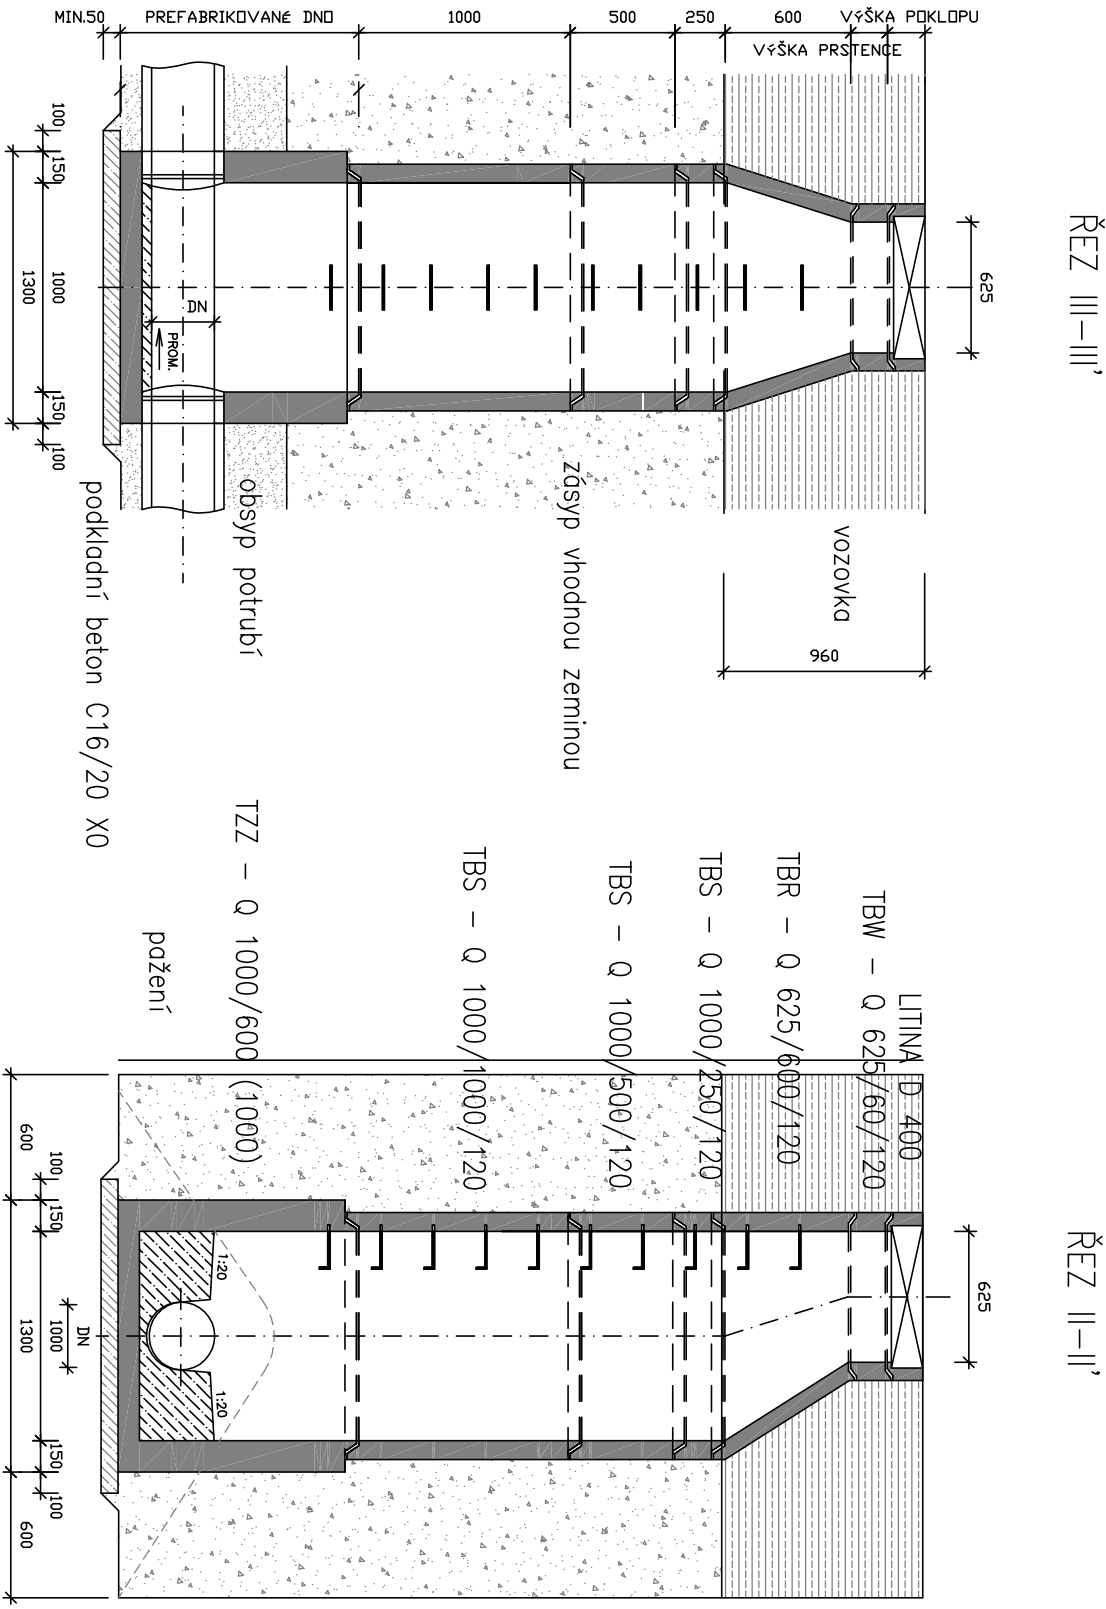 MIN.50
PREFABRIKOVANÉ DNO
1000
500
250
600
VÝŠKA POKLOPU
VÝŠKA PRSTENCE
ŘEZ III-III'
625
100
150
1000
1300
150
100
DN
PROM.
vozovka
960
zásyp vhodnou zeminou
obsyp potrubí
podkladní beton C16/20 X0
ŘEZ II-II'
625
LITINA D 400
TBW - Q 625/60/120
TBR - Q 625/600/120
TBS - Q 1000/250/120
TBS - Q 1000/500/120
TBS - Q 1000/1000/120
TZZ - Q 1000/600 (1000)
pažení
1:20
1:20
DN
600
100
150
1000
1300
150
100
600